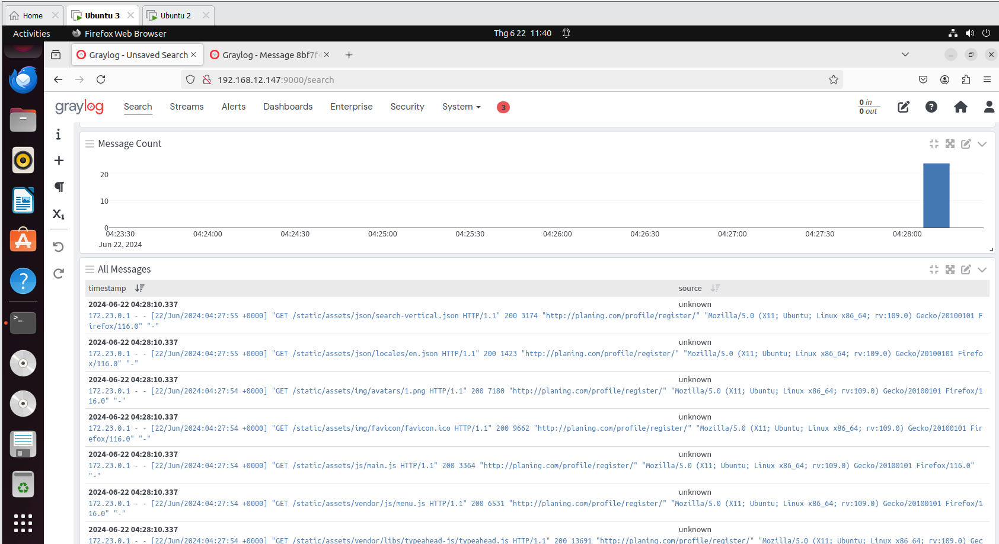 Home
Ubuntu 3
Ubuntu 2
Activities
Firefox Web Browser
Thg 6 22 11:40
Graylog - Unsaved Search
Graylog - Message 8bf7f4
192.168.12.147:9000/search
graylog
Search
Streams
Alerts
Dashboards
Enterprise
Security
System
3
0 in
0 out
Message Count
20
10
0
04:23:30
04:24:00
04:24:30
04:25:00
04:25:30
04:26:00
04:26:30
04:27:00
04:27:30
04:28:00
Jun 22, 2024
All Messages
timestamp
source
2024-06-22 04:28:10.337
unknown
172.23.0.1 - - [22/Jun/2024:04:27:55 +0000] "GET /static/assets/json/search-vertical.json HTTP/1.1" 200 3174 "http://planing.com/profile/register/" "Mozilla/5.0 (X11; Ubuntu; Linux x86_64; rv:109.0) Gecko/20100101 F
irefox/116.0" "-"
2024-06-22 04:28:10.337
unknown
172.23.0.1 - - [22/Jun/2024:04:27:55 +0000] "GET /static/assets/json/locales/en.json HTTP/1.1" 200 1423 "http://planing.com/profile/register/" "Mozilla/5.0 (X11; Ubuntu; Linux x86_64; rv:109.0) Gecko/20100101 Firefo
x/116.0" "-"
2024-06-22 04:28:10.337
unknown
172.23.0.1 - - [22/Jun/2024:04:27:54 +0000] "GET /static/assets/img/avatars/1.png HTTP/1.1" 200 7180 "http://planing.com/profile/register/" "Mozilla/5.0 (X11; Ubuntu; Linux x86_64; rv:109.0) Gecko/20100101 Firefox/1
16.0" "-"
2024-06-22 04:28:10.337
unknown
172.23.0.1 - - [22/Jun/2024:04:27:54 +0000] "GET /static/assets/img/favicon/favicon.ico HTTP/1.1" 200 9662 "http://planing.com/profile/register/" "Mozilla/5.0 (X11; Ubuntu; Linux x86_64; rv:109.0) Gecko/20100101 Fir
efox/116.0" "-"
2024-06-22 04:28:10.337
unknown
172.23.0.1 - - [22/Jun/2024:04:27:54 +0000] "GET /static/assets/js/main.js HTTP/1.1" 200 3364 "http://planing.com/profile/register/" "Mozilla/5.0 (X11; Ubuntu; Linux x86_64; rv:109.0) Gecko/20100101 Firefox/116.0"
"-"
2024-06-22 04:28:10.337
unknown
172.23.0.1 - - [22/Jun/2024:04:27:54 +0000] "GET /static/assets/vendor/js/menu.js HTTP/1.1" 200 6531 "http://planing.com/profile/register/" "Mozilla/5.0 (X11; Ubuntu; Linux x86_64; rv:109.0) Gecko/20100101 Firefox/1
16.0" "-"
2024-06-22 04:28:10.337
unknown
172.23.0.1 - - [22/Jun/2024:04:27:54 +0000] "GET /static/assets/vendor/libs/typeahead-js/typeahead.js HTTP/1.1" 200 13691 "http://planing.com/profile/register/" "Mozilla/5.0 (X11; Ubuntu; Linux x86_64; rv:109.0) Gec